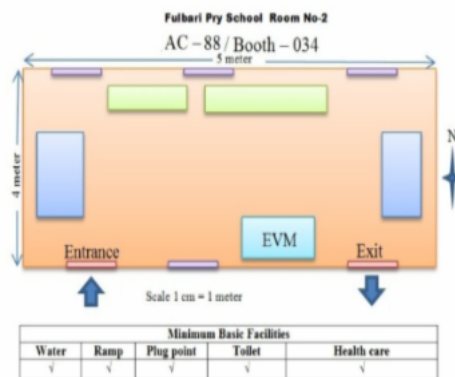 Fulbari Pry School Room No-2
AC – 88 / Booth – 034
5 meter
4 meter
N
EVM
Entrance
Exit
Scale 1 cm = 1 meter
Minimum Basic Facilities
Water Ramp Plug point Toilet Health care
√ √ √ √ √